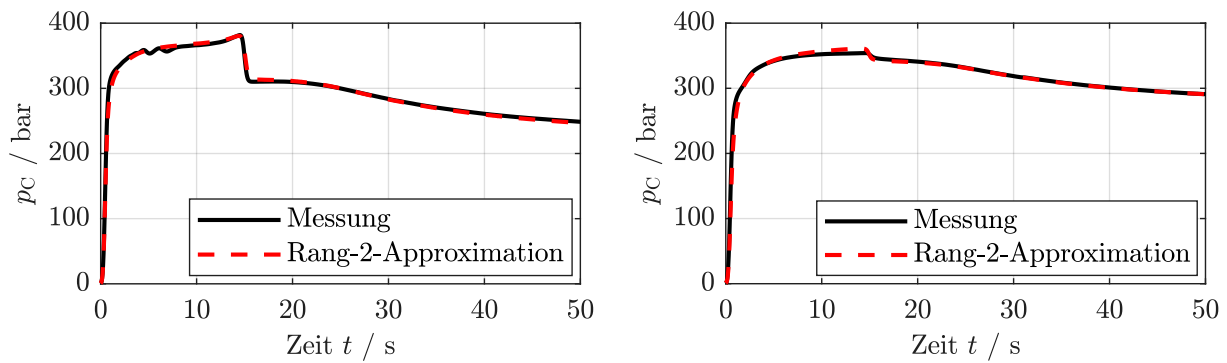 400
300
200
100
0
p_C / bar
Messung
Rang-2-Approximation
0 10 20 30 40 50
Zeit t / s
400
300
200
100
0
p_C / bar
Messung
Rang-2-Approximation
0 10 20 30 40 50
Zeit t / s